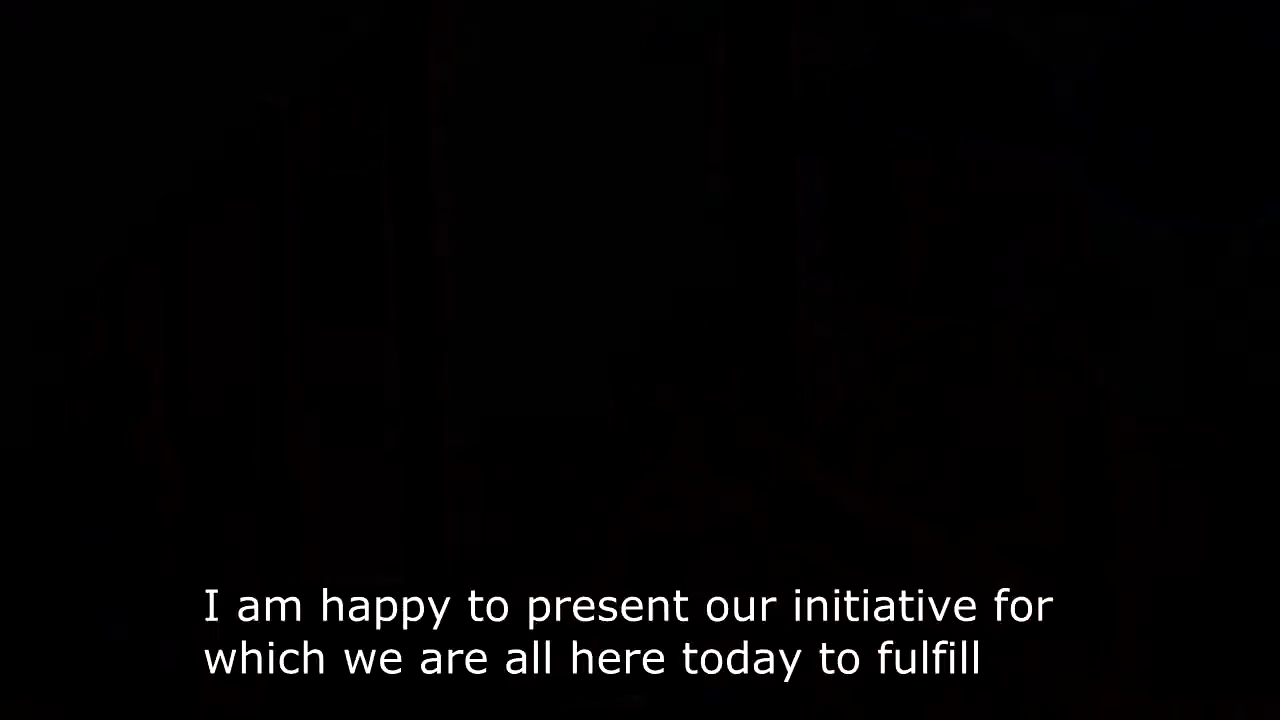 I am happy to present our initiative for
which we are all here today to fulfill